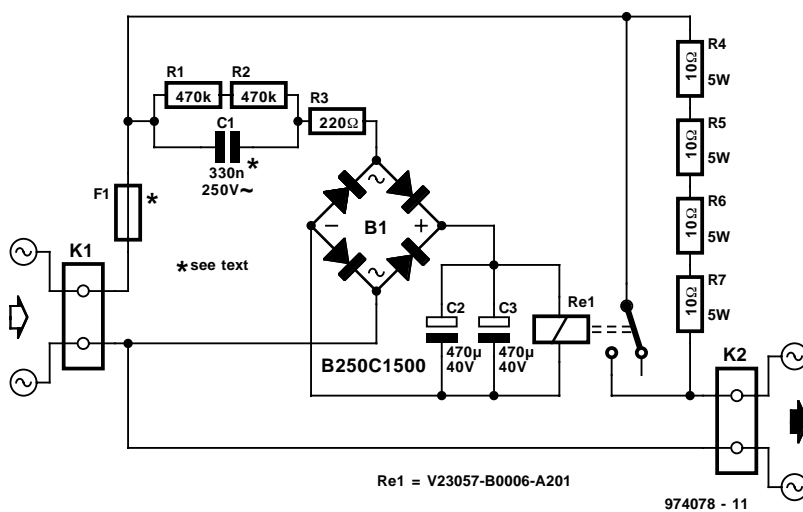 R1
R2
470k
470k
R3
220Ω
C1
330n
250V~
*
F1
*
K1
* see text
B1
–
+
B250C1500
C2
470µ
40V
C3
470µ
40V
Re1
R4
10Ω
5W
R5
10Ω
5W
R6
10Ω
5W
R7
10Ω
5W
K2
Re1 = V23057-B0006-A201
974078 - 11